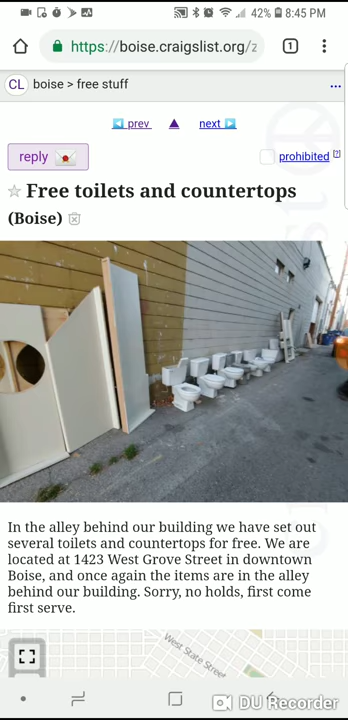 42% 8:45 PM
https://boise.craigslist.org/z
1
CL boise > free stuff
prev next
reply prohibited [?]
Free toilets and countertops
(Boise)
In the alley behind our building we have set out
several toilets and countertops for free. We are
located at 1423 West Grove Street in downtown
Boise, and once again the items are in the alley
behind our building. Sorry, no holds, first come
first serve.
West State Street
DU Recorder